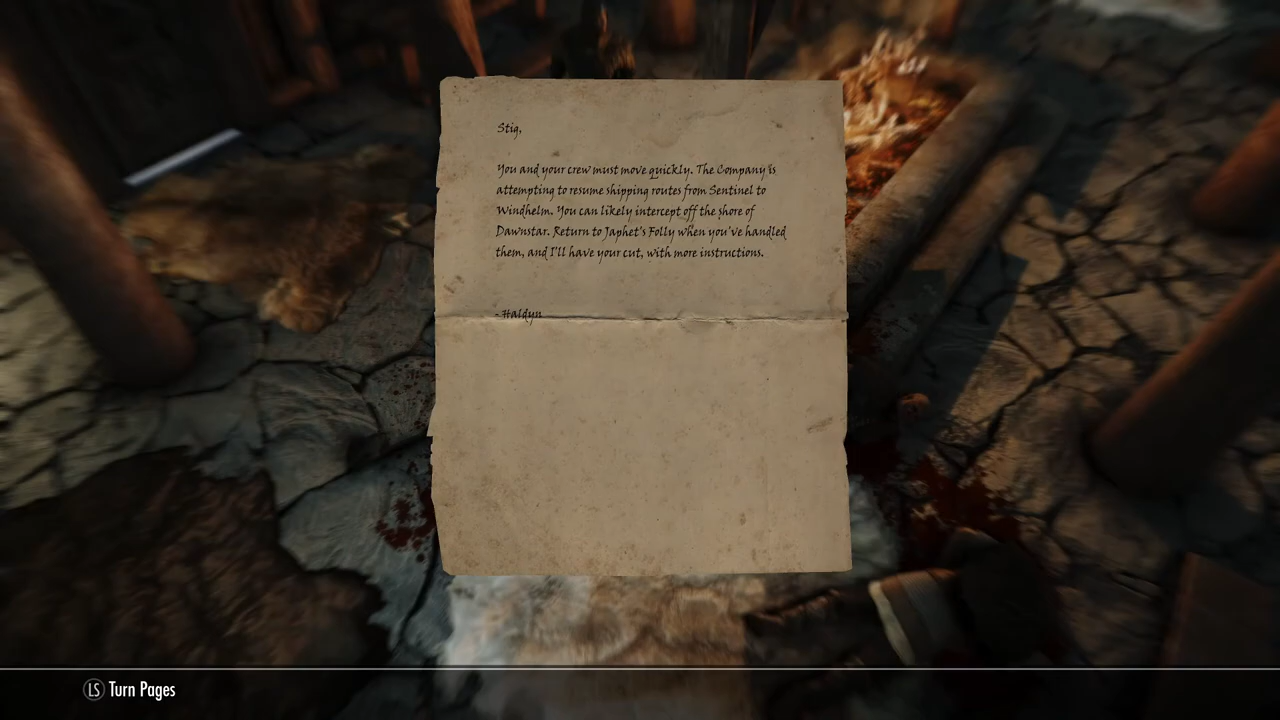 Stig,
You and your crew must move quickly. The Company is
attempting to resume shipping routes from Sentinel to
Windhelm. You can likely intercept off the shore of
Dawnstar. Return to Japhet's Folly when you've handled
them, and I'll have your cut, with more instructions.
- Haldyn
LS Turn Pages